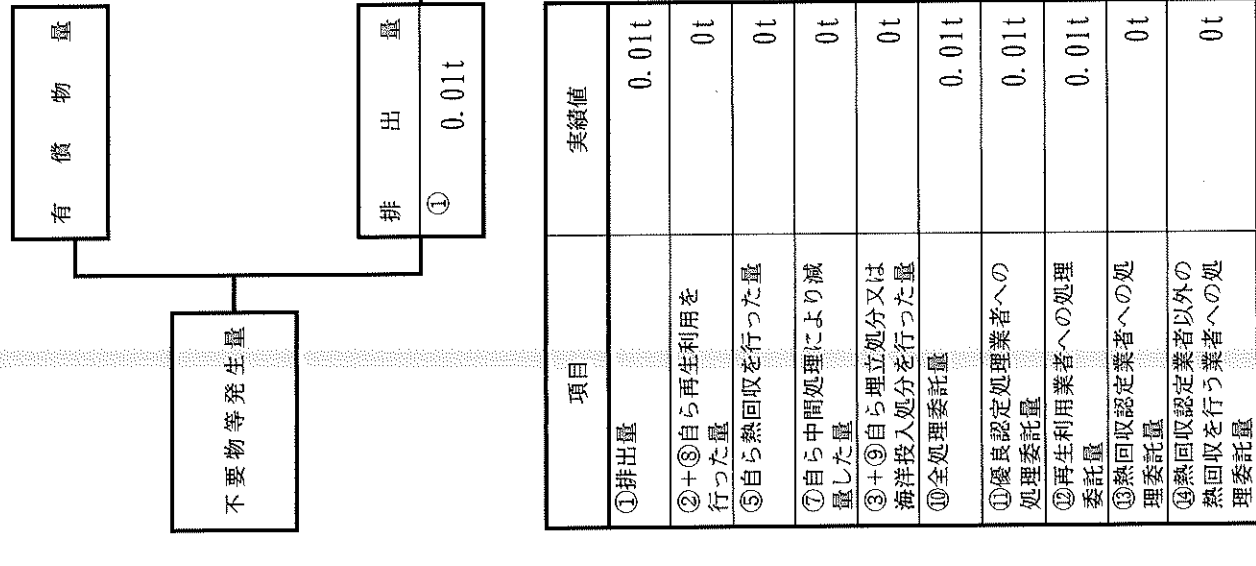 有償物量
不要物等発生量
排出量
① 0.01t
項目 実績値
①排出量 0.01t
②+⑧自ら再生利用を
行った量 0t
⑤自ら熱回収を行った量 0t
⑦自ら中間処理により減
量した量 0t
③+⑨自ら埋立処分又は
海洋投入処分を行った量 0t
⑩全処理委託量 0.01t
⑪優良認定処理業者への
処理委託量 0.01t
⑫再生利用業者への処理
委託量 0.01t
⑬熱回収認定業者への処
理委託量 0t
⑭熱回収認定業者以外の
熱回収を行う業者への処
理委託量 0t